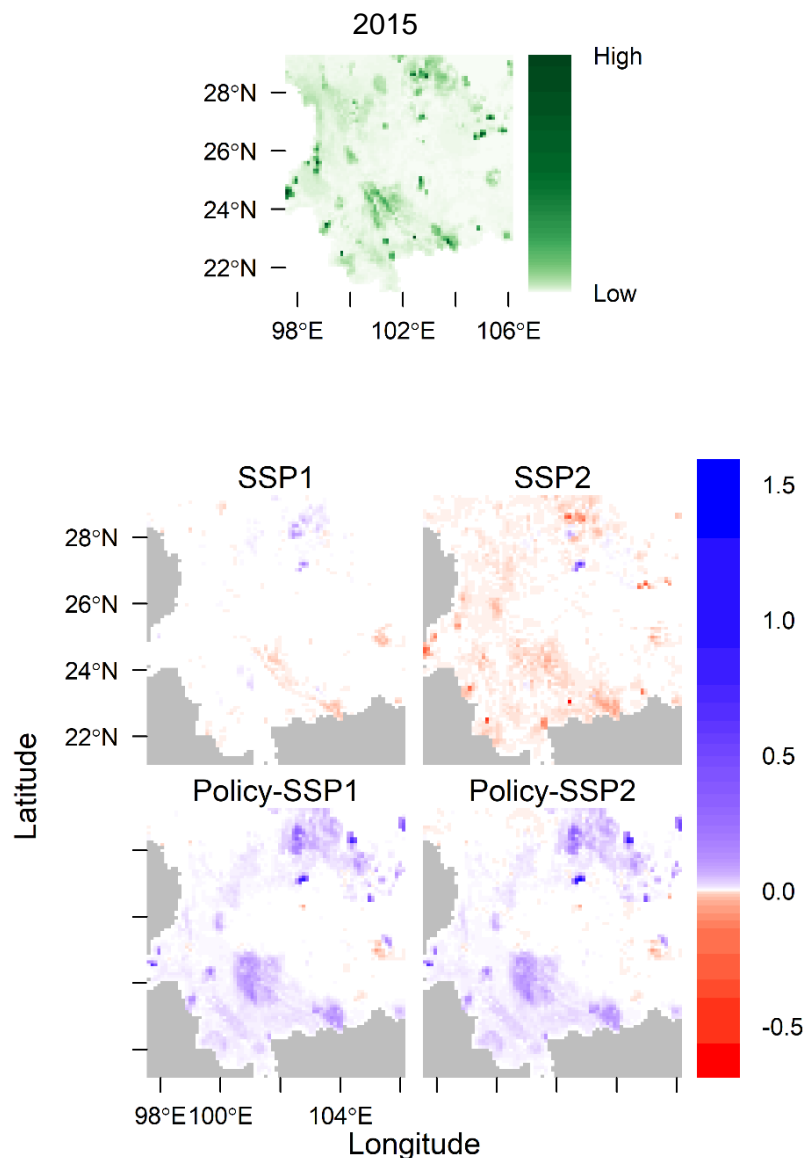 2015
High
28°N
26°N
24°N
22°N
Low
98°E 102°E 106°E
SSP1 SSP2
1.5
28°N
1.0
26°N
24°N
0.5
22°N
Latitude
Policy-SSP1 Policy-SSP2
0.0
-0.5
98°E 100°E 104°E
Longitude